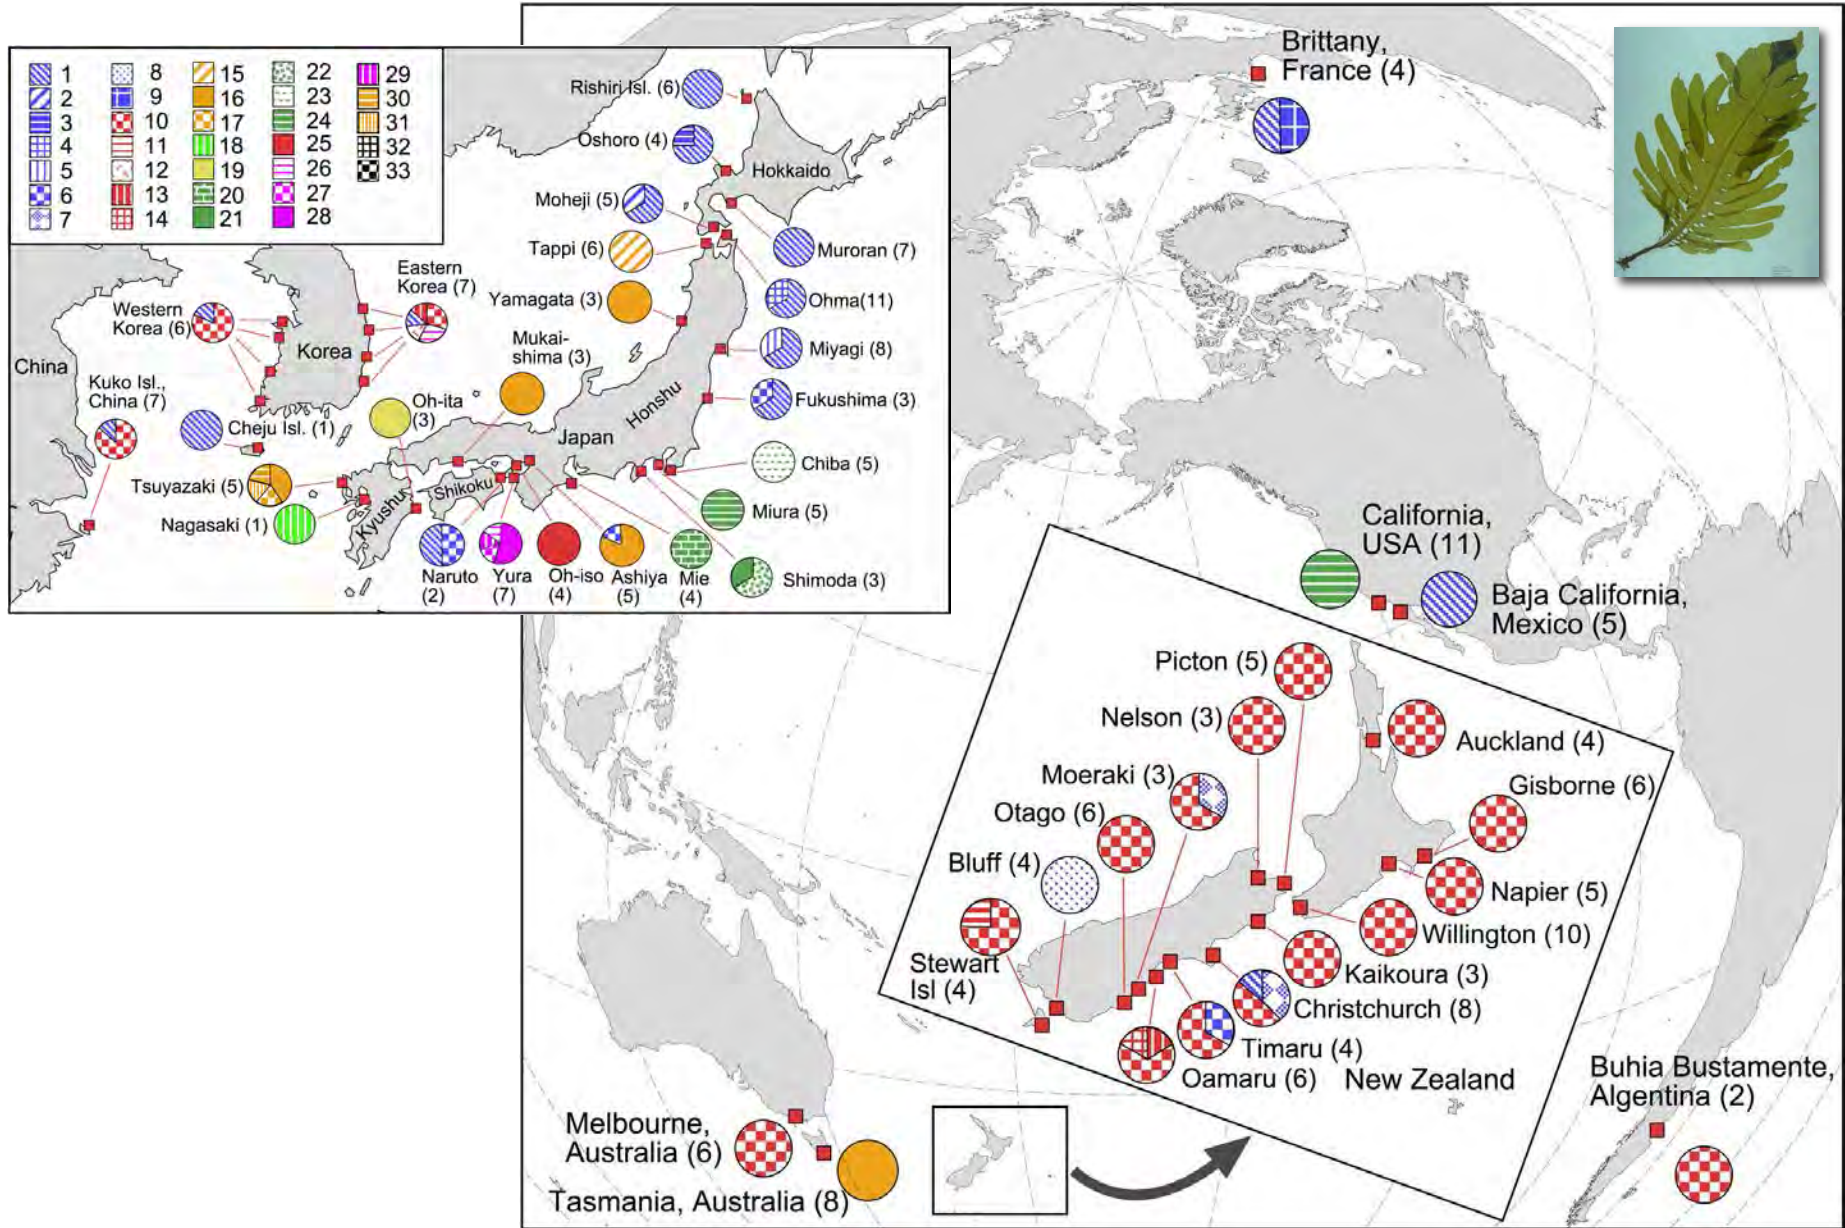 1
2
3
4
5
6
7
8
9
10
11
12
13
14
15
16
17
18
19
20
21
22
23
24
25
26
27
28
29
30
31
32
33
Rishiri Isl. (6)
Oshoro (4)
Hokkaido
Moheji (5)
Muroran (7)
Tappi (6)
Yamagata (3)
Ohma(11)
Miyagi (8)
Fukushima (3)
Eastern
Korea (7)
Western
Korea (6)
Korea
China
Mukai-
shima (3)
Kuko Isl.,
China (7)
Oh-ita
(3)
Honshu
Cheju Isl. (1)
Japan
Chiba (5)
Tsuyazaki (5)
Shikoku
Kyushu
Nagasaki (1)
Miura (5)
Naruto
(2)
Yura
(7)
Oh-iso
(4)
Ashiya
(5)
Mie
(4)
Shimoda (3)
Brittany,
France (4)
California,
USA (11)
Baja California,
Mexico (5)
Picton (5)
Nelson (3)
Auckland (4)
Moeraki (3)
Gisborne (6)
Otago (6)
Bluff (4)
Napier (5)
Willington (10)
Stewart
Isl (4)
Kaikoura (3)
Christchurch (8)
Timaru (4)
Oamaru (6)
New Zealand
Buhia Bustamente,
Algentina (2)
Melbourne,
Australia (6)
Tasmania, Australia (8)